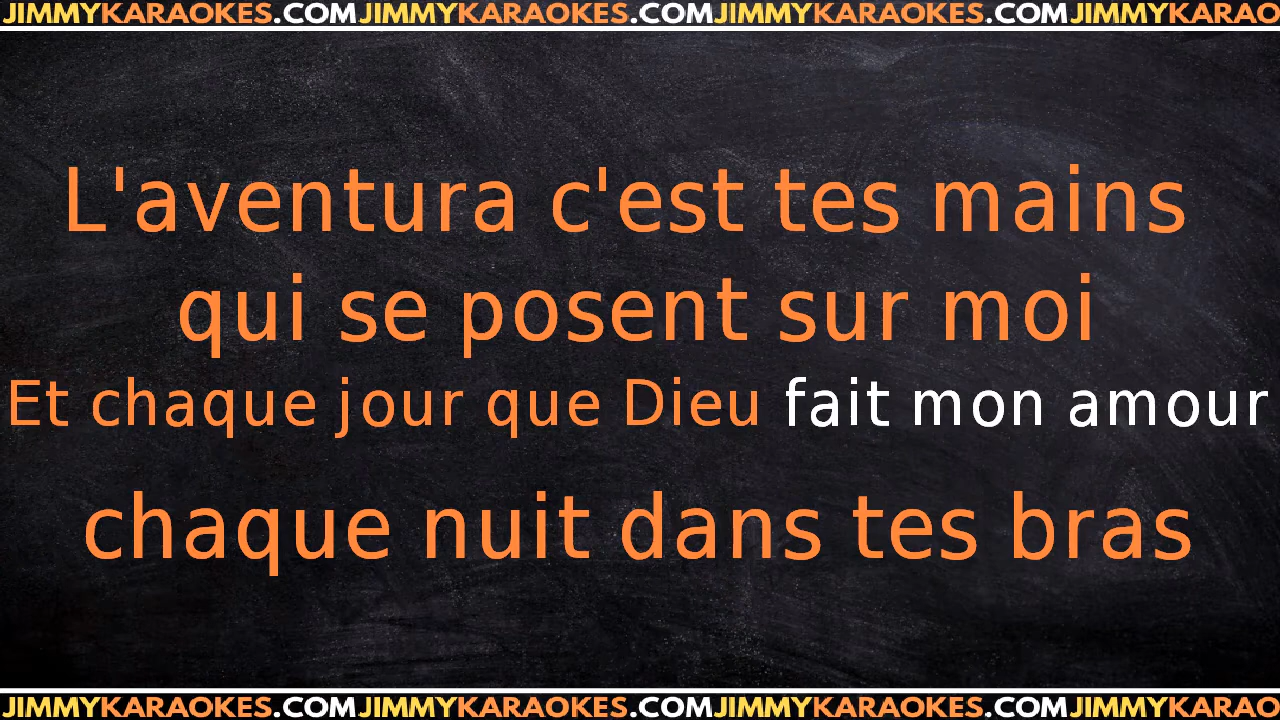 JIMMYKARAOKES.COMJIMMYKARAOKES.COMJIMMYKARAOKES.COMJIMMYKARAO
L'aventura c'est tes mains
qui se posent sur moi
Et chaque jour que Dieu fait mon amour
chaque nuit dans tes bras
JIMMYKARAOKES.COMJIMMYKARAOKES.COMJIMMYKARAOKES.COMJIMMYKARAO